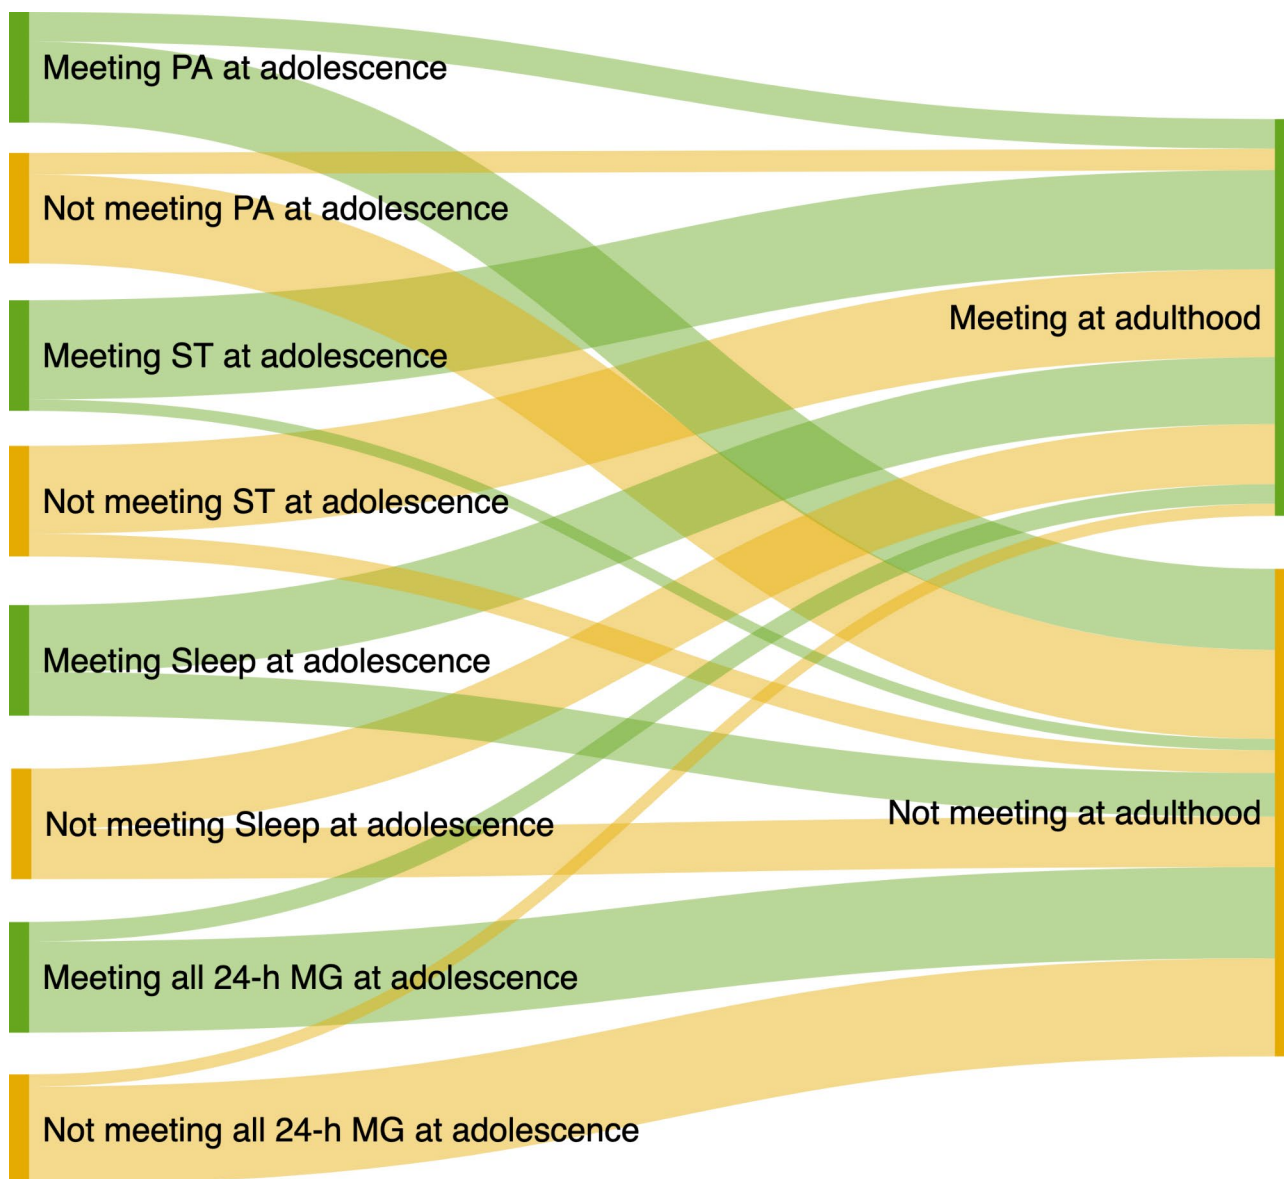 Meeting PA at adolescence
Not meeting PA at adolescence
Meeting ST at adolescence
Not meeting ST at adolescence
Meeting Sleep at adolescence
Not meeting Sleep at adolescence
Meeting all 24-h MG at adolescence
Not meeting all 24-h MG at adolescence
Meeting at adulthood
Not meeting at adulthood